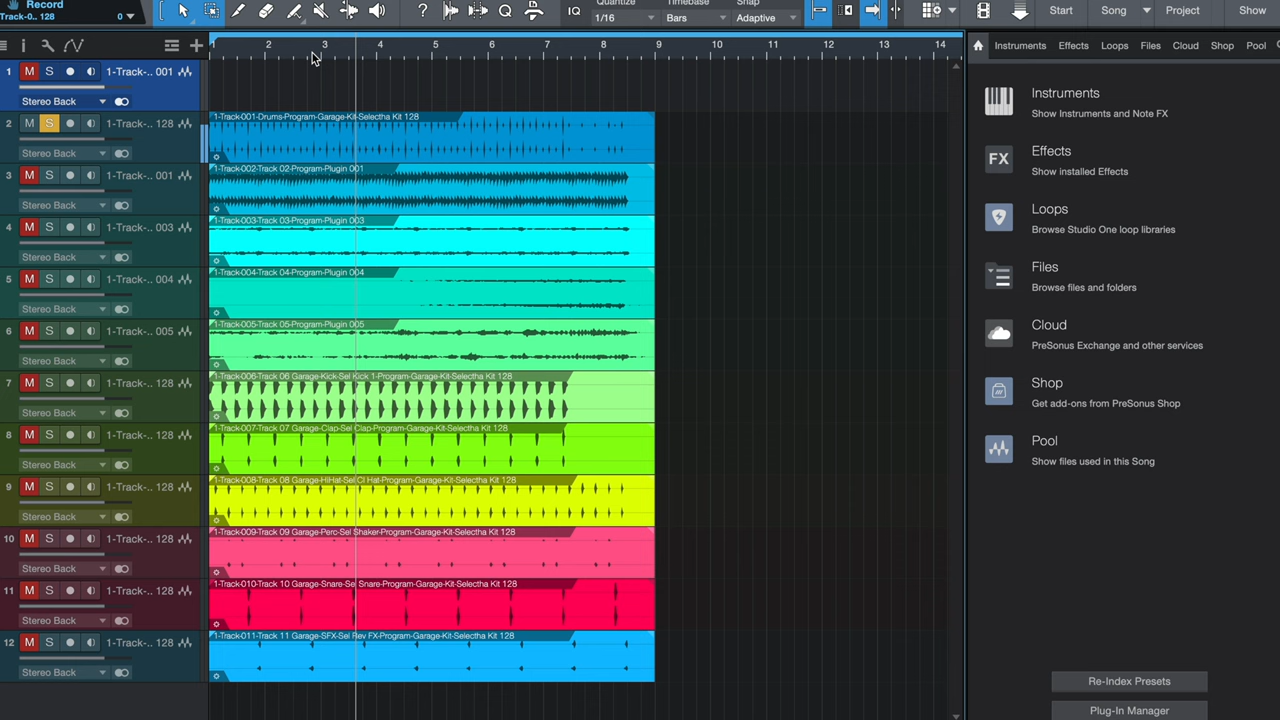 Record
Track-0.. 128
0
IQ
Quantize
1/16
Timebase
Bars
Snap
Adaptive
Start
Song
Project
Show
1 2 3 4 5 6 7 8 9 10 11 12 13 14
Instruments Effects Loops Files Cloud Shop Pool
1 M S 1-Track-.. 001
Stereo Back
2 M S 1-Track-.. 128
Stereo Back
1-Track-001-Drums-Program-Garage-Kit-Selectha Kit 128
3 M S 1-Track-.. 001
Stereo Back
1-Track-002-Track 02-Program-Plugin 001
4 M S 1-Track-.. 003
Stereo Back
1-Track-003-Track 03-Program-Plugin 003
5 M S 1-Track-.. 004
Stereo Back
1-Track-004-Track 04-Program-Plugin 004
6 M S 1-Track-.. 005
Stereo Back
1-Track-005-Track 05-Program-Plugin 005
7 M S 1-Track-.. 128
Stereo Back
1-Track-006-Track 06 Garage-Kick-Sel Kick 1-Program-Garage-Kit-Selectha Kit 128
8 M S 1-Track-.. 128
Stereo Back
1-Track-007-Track 07 Garage-Clap-Sel Clap-Program-Garage-Kit-Selectha Kit 128
9 M S 1-Track-.. 128
Stereo Back
1-Track-008-Track 08 Garage-HiHat-Sel Cl Hat-Program-Garage-Kit-Selectha Kit 128
10 M S 1-Track-.. 128
Stereo Back
1-Track-009-Track 09 Garage-Perc-Sel Shaker-Program-Garage-Kit-Selectha Kit 128
11 M S 1-Track-.. 128
Stereo Back
1-Track-010-Track 10 Garage-Snare-Sel Snare-Program-Garage-Kit-Selectha Kit 128
12 M S 1-Track-.. 128
Stereo Back
1-Track-011-Track 11 Garage-SFX-Sel Rev FX-Program-Garage-Kit-Selectha Kit 128
Instruments
Show Instruments and Note FX
FX
Effects
Show installed Effects
Loops
Browse Studio One loop libraries
Files
Browse files and folders
Cloud
PreSonus Exchange and other services
Shop
Get add-ons from PreSonus Shop
Pool
Show files used in this Song
Re-Index Presets
Plug-In Manager